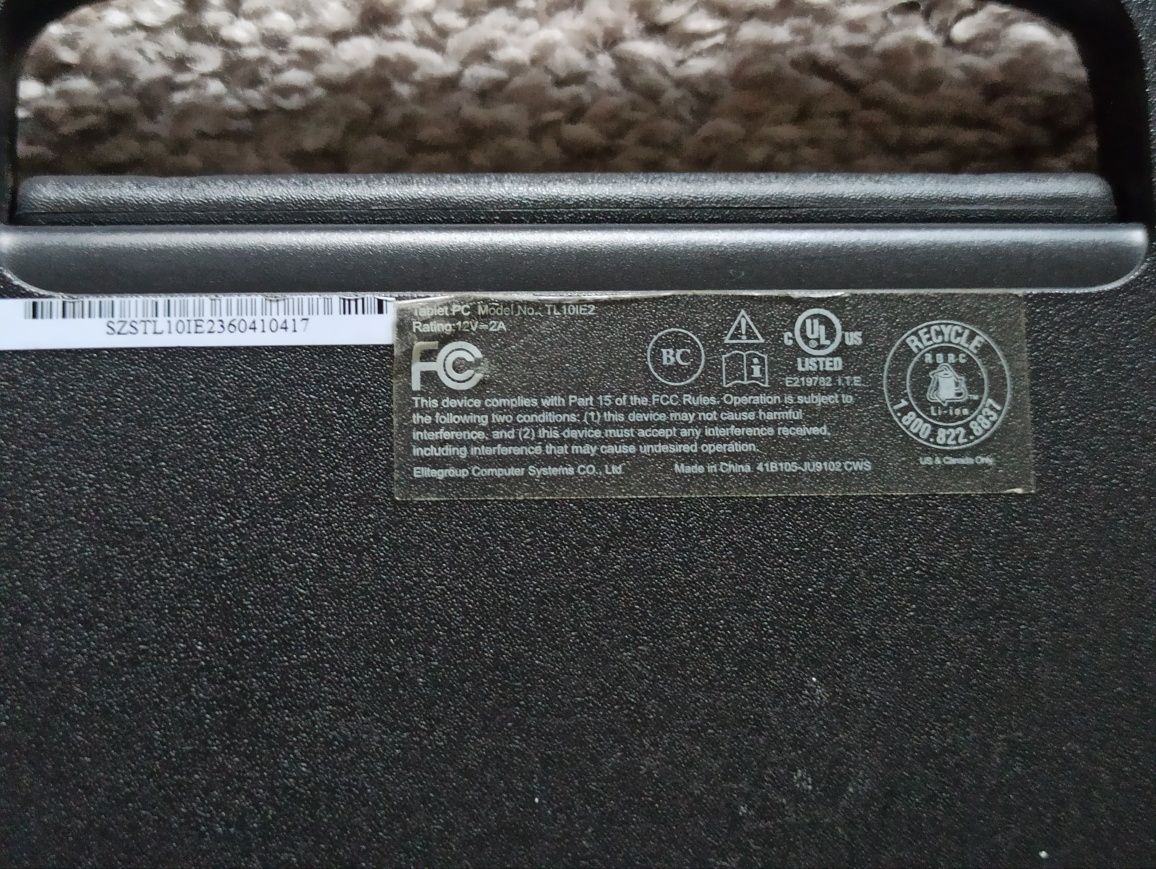 SZSTL10IE2360410417
Tablet PC Model No.: TL10IE2
Rating:12V⎓2A
FC
BC
C UL US
LISTED
E219782 I.T.E.
This device complies with Part 15 of the FCC Rules. Operation is subject to
the following two conditions: (1) this device may not cause harmful
interference, and (2) this device must accept any interference received,
including interference that may cause undesired operation.
Elitegroup Computer Systems CO., Ltd
Made in China 41B105-JU9102 CWS
RECYCLE
RBRC
Li-ion
TM
1.800.822.8837
US & Canada Only